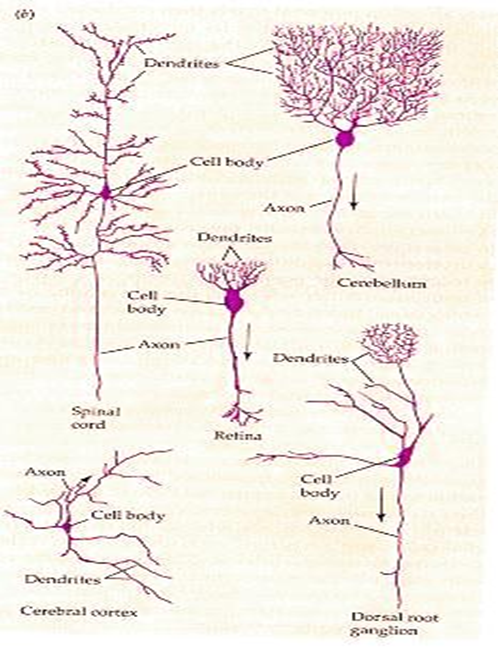 (b)
Dendrites
Cell body
Axon
Dendrites
Cerebellum
Cell
body
Axon
Dendrites
Spinal
cord
Retina
Axon
Cell
body
Cell body
Axon
Dendrites
Cerebral cortex
Dorsal root
ganglion